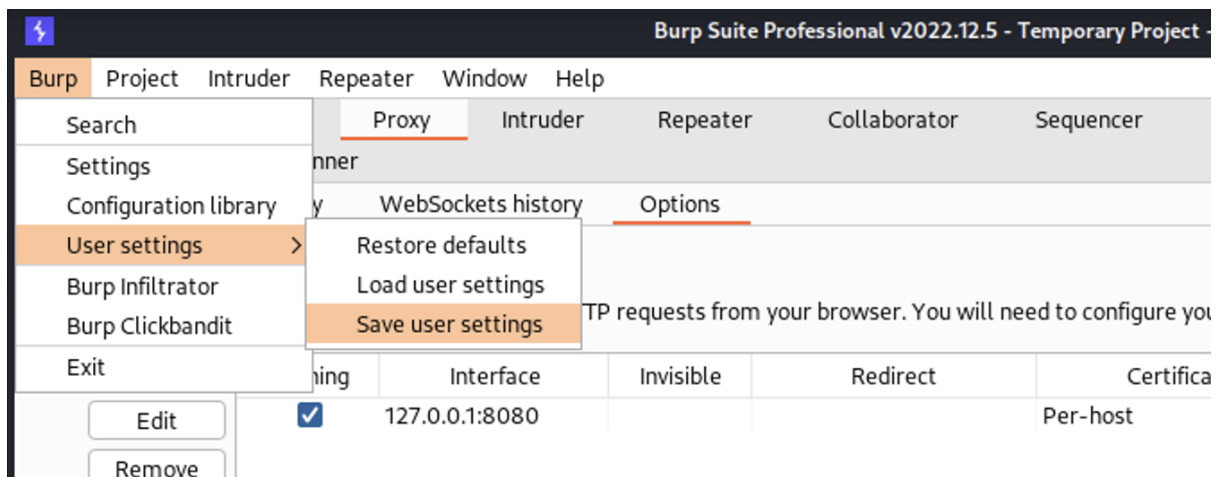 Burp Suite Professional v2022.12.5 - Temporary Project -
Burp Project Intruder Repeater Window Help
Search
Proxy Intruder Repeater Collaborator Sequencer
Settings
nner
Configuration library
y WebSockets history Options
User settings >
Restore defaults
Burp Infiltrator
Load user settings
Burp Clickbandit
Save user settings
TP requests from your browser. You will need to configure you
Exit
ning Interface Invisible Redirect Certifica
Edit
127.0.0.1:8080 Per-host
Remove